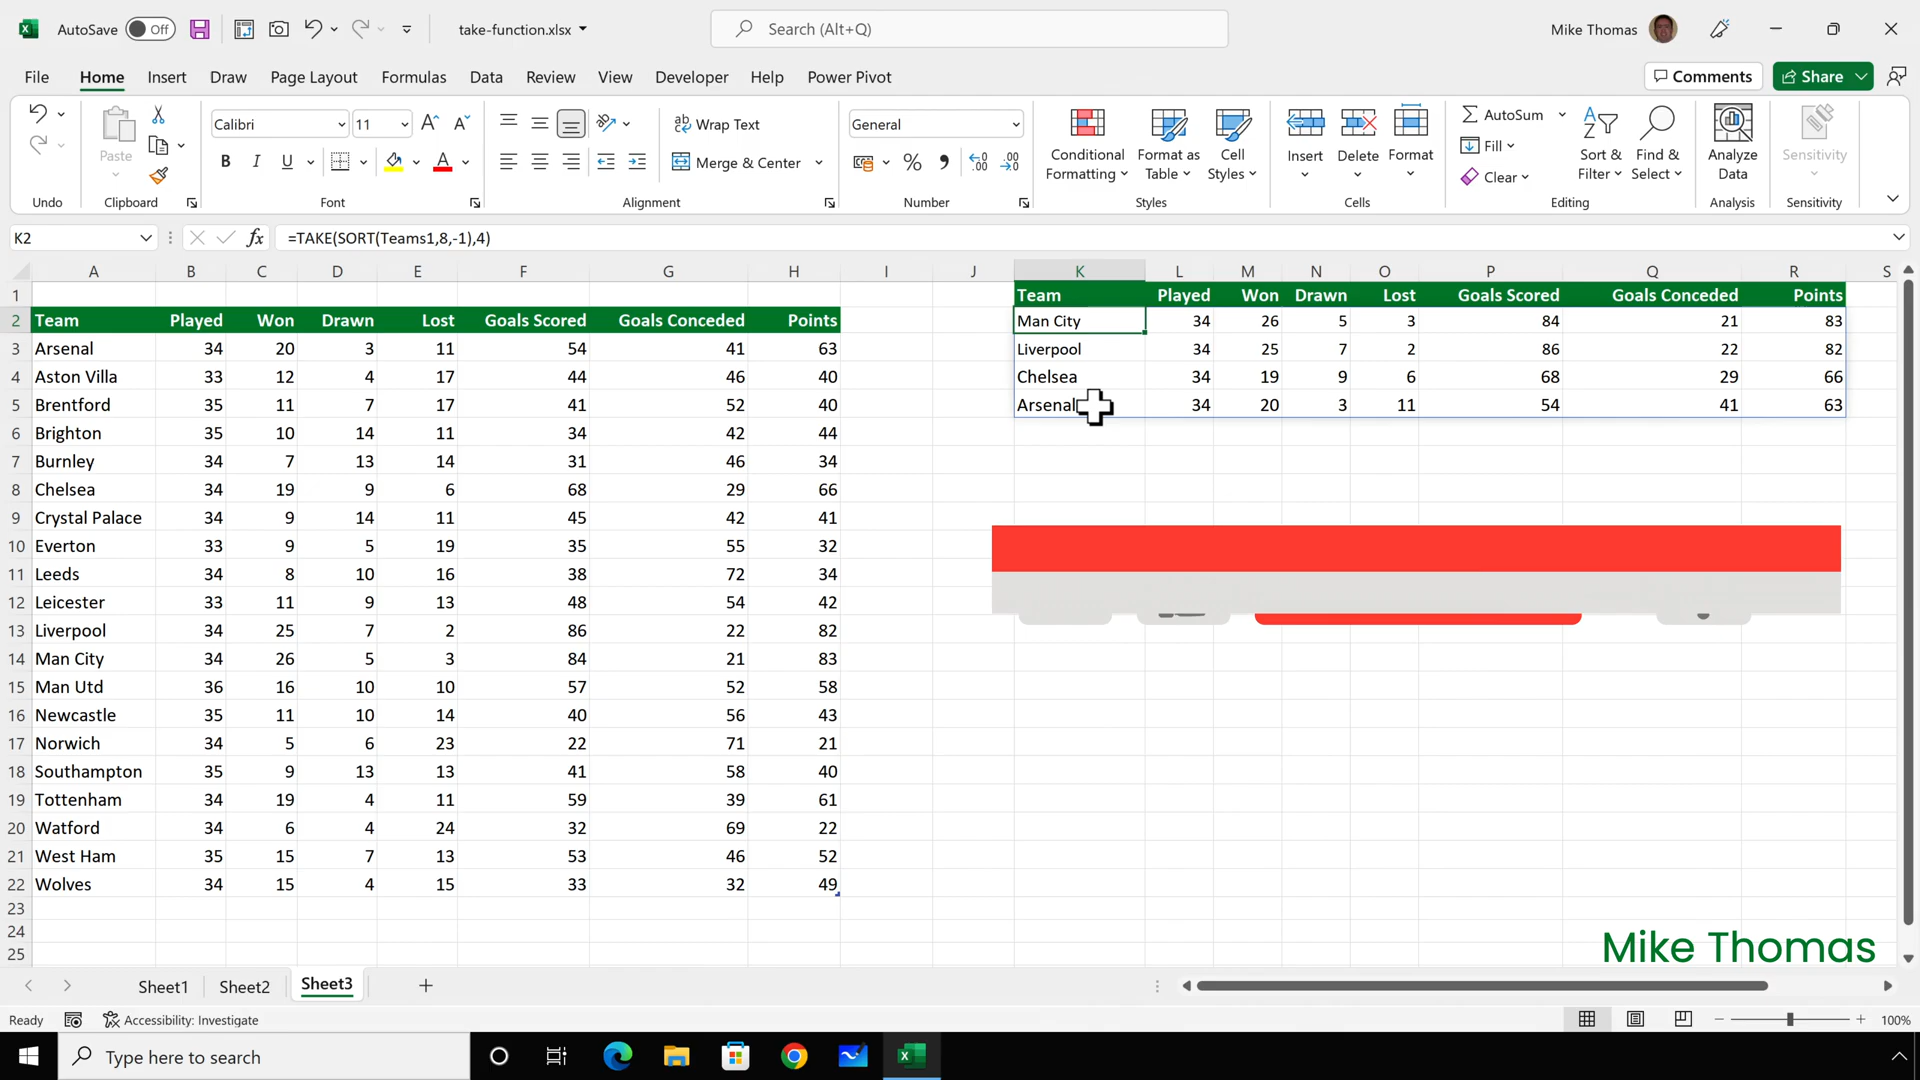 AutoSave Off take-function.xlsx Search (Alt+Q) Mike Thomas
File Home Insert Draw Page Layout Formulas Data Review View Developer Help Power Pivot Comments Share
Calibri 11 Wrap Text General AutoSum
Paste B I U Merge & Center Conditional Formatting Format as Table Cell Styles Insert Delete Format Fill Clear Sort & Filter Find & Select Analyze Data Sensitivity
Undo Clipboard Font Alignment Number Styles Cells Editing Analysis Sensitivity
K2 fx =TAKE(SORT(Teams1,8,-1),4)
A B C D E F G H I J K L M N O P Q R S
1 Team Played Won Drawn Lost Goals Scored Goals Conceded Points
2 Team Played Won Drawn Lost Goals Scored Goals Conceded Points Man City 34 26 5 3 84 21 83
3 Arsenal 34 20 3 11 54 41 63 Liverpool 34 25 7 2 86 22 82
4 Aston Villa 33 12 4 17 44 46 40 Chelsea 34 19 9 6 68 29 66
5 Brentford 35 11 7 17 41 52 40 Arsenal 34 20 3 11 54 41 63
6 Brighton 35 10 14 11 34 42 44
7 Burnley 34 7 13 14 31 46 34
8 Chelsea 34 19 9 6 68 29 66
9 Crystal Palace 34 9 14 11 45 42 41
10 Everton 33 9 5 19 35 55 32
11 Leeds 34 8 10 16 38 72 34
12 Leicester 33 11 9 13 48 54 42
13 Liverpool 34 25 7 2 86 22 82
14 Man City 34 26 5 3 84 21 83
15 Man Utd 36 16 10 10 57 52 58
16 Newcastle 35 11 10 14 40 56 43
17 Norwich 34 5 6 23 22 71 21
18 Southampton 35 9 13 13 41 58 40
19 Tottenham 34 19 4 11 59 39 61
20 Watford 34 6 4 24 32 69 22
21 West Ham 35 15 7 13 53 46 52
22 Wolves 34 15 4 15 33 32 49
23
24
25
Mike Thomas
Sheet1 Sheet2 Sheet3
Ready Accessibility: Investigate 100%
Type here to search